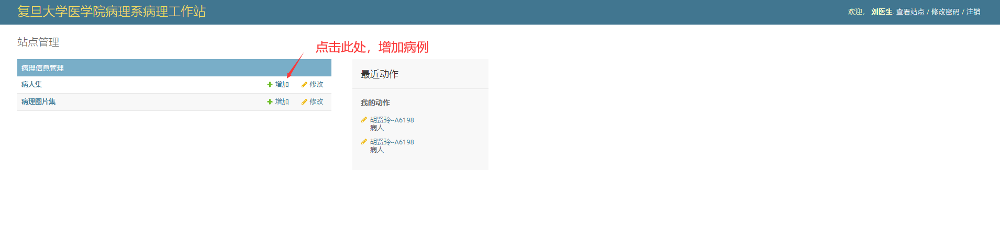 复旦大学医学院病理系病理工作站
欢迎， 刘医生. 查看站点 / 修改密码 / 注销
站点管理
点击此处，增加病例
病理信息管理
病人集 增加 修改
病理图片集 增加 修改
最近动作
我的动作
胡贤玲--A6198
病人
胡贤玲--A6198
病人